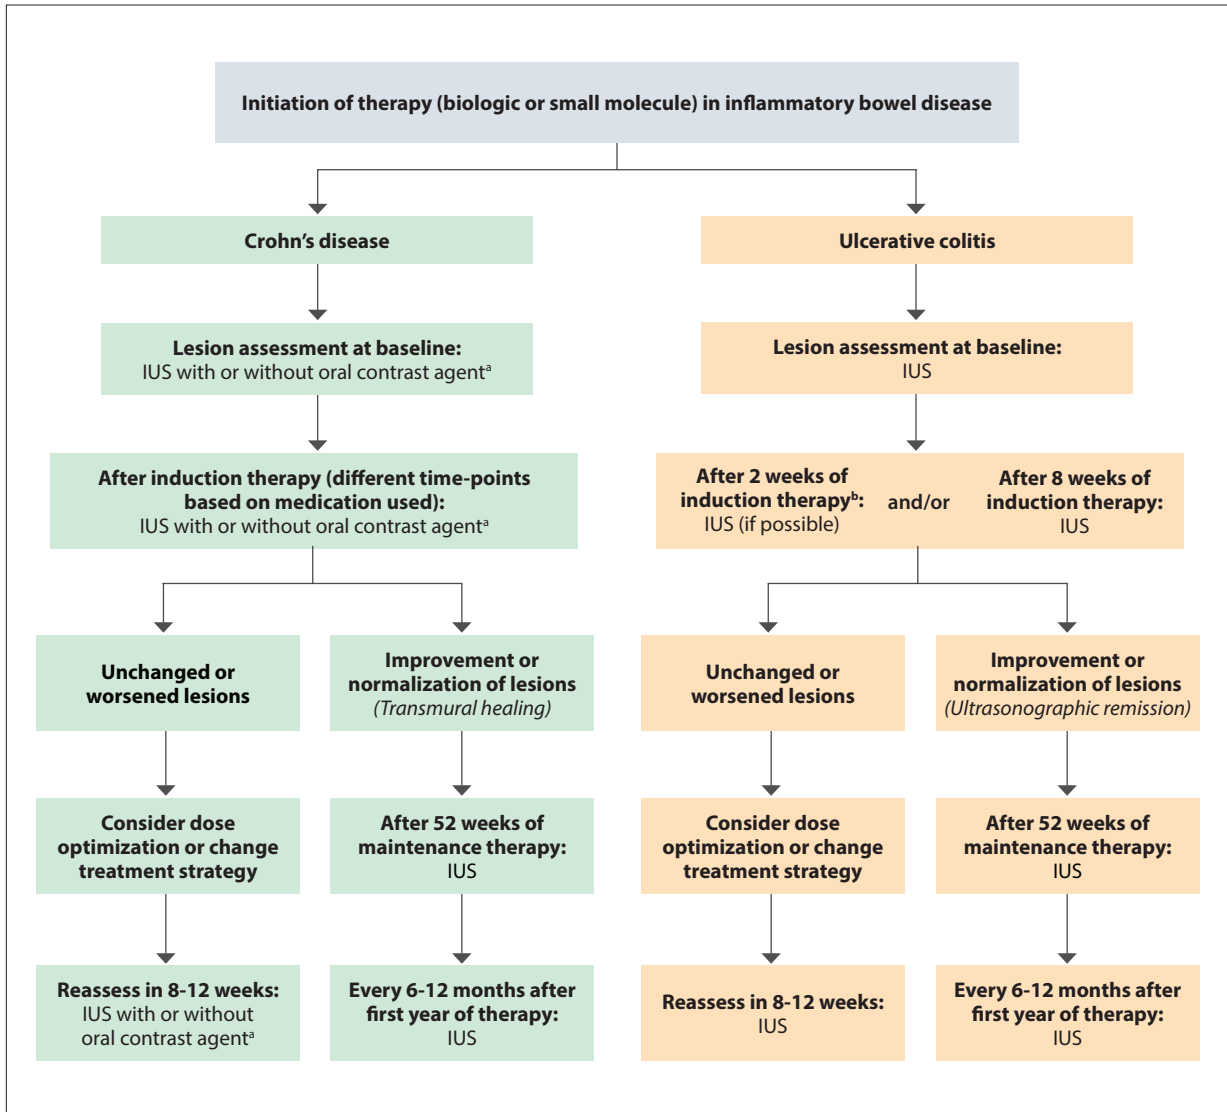 Initiation of therapy (biologic or small molecule) in inflammatory bowel disease
Crohn’s disease
Ulcerative colitis
Lesion assessment at baseline:
IUS with or without oral contrast agentᵃ
Lesion assessment at baseline:
IUS
After induction therapy (different time-points
based on medication used):
IUS with or without oral contrast agentᵃ
After 2 weeks of
induction therapyᵇ:
IUS (if possible)
and/or
After 8 weeks of
induction therapy:
IUS
Unchanged or
worsened lesions
Improvement or
normalization of lesions
(Transmural healing)
Unchanged or
worsened lesions
Improvement or
normalization of lesions
(Ultrasonographic remission)
Consider dose
optimization or change
treatment strategy
After 52 weeks of
maintenance therapy:
IUS
Consider dose
optimization or change
treatment strategy
After 52 weeks of
maintenance therapy:
IUS
Reassess in 8-12 weeks:
IUS with or without
oral contrast agentᵃ
Every 6-12 months after
first year of therapy:
IUS
Reassess in 8-12 weeks:
IUS
Every 6-12 months after
first year of therapy:
IUS